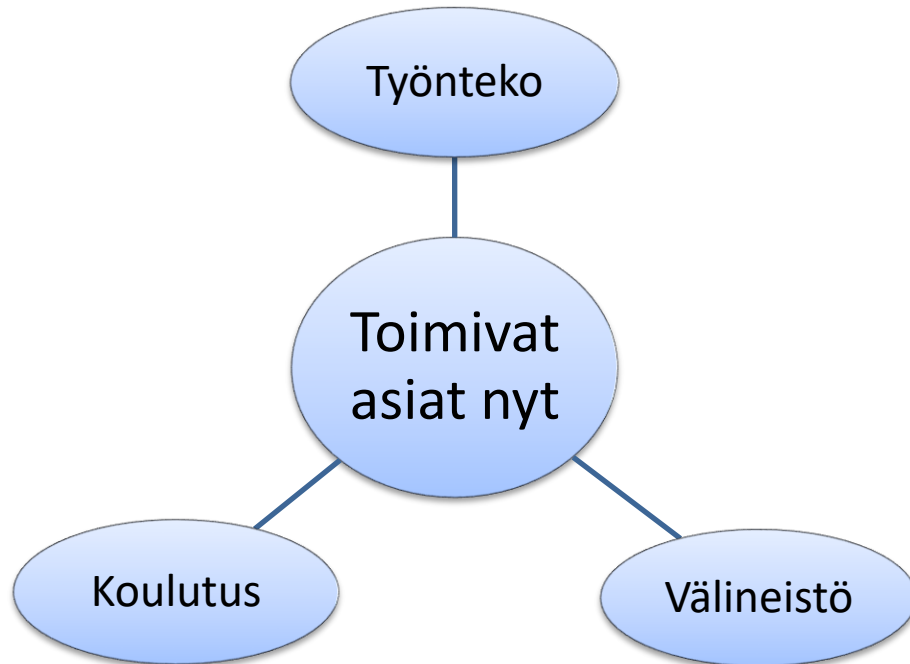 Työnteko
Toimivat
asiat nyt
Koulutus
Välineistö